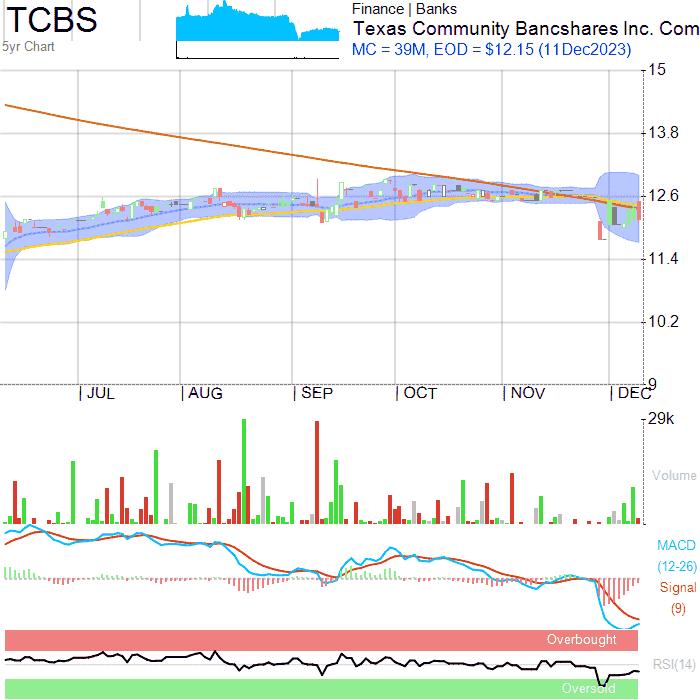 TCBS
5yr Chart
Finance | Banks
Texas Community Bancshares Inc. Com
MC = 39M, EOD = $12.15 (11Dec2023)
15
13.8
12.6
11.4
10.2
9
JUL
AUG
SEP
OCT
NOV
DEC
29k
Volume
MACD
(12-26)
Signal
(9)
Overbought
RSI(14)
Oversold